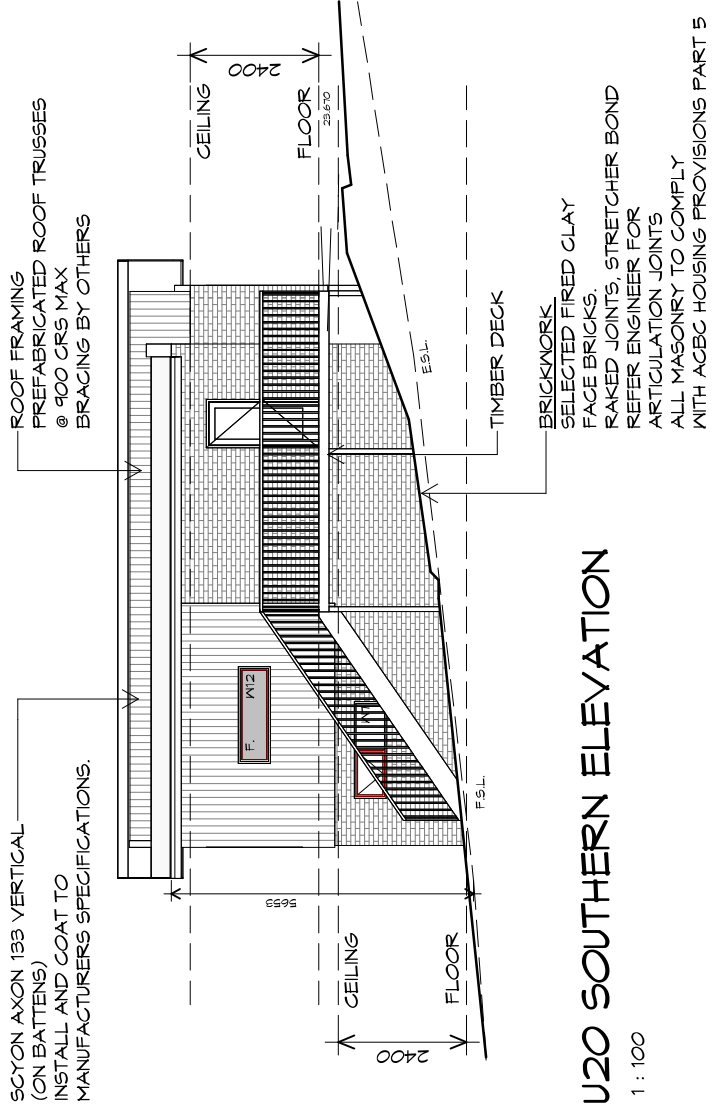 SCYON AXON 133 VERTICAL
(ON BATTENS)
INSTALL AND COAT TO
MANUFACTURERS SPECIFICATIONS.
ROOF FRAMING
PREFABRICATED ROOF TRUSSES
@ 900 CRS MAX
BRACING BY OTHERS
CEILING
2400
FLOOR
23.670
F.
W12
5653
CEILING
2400
FLOOR
F.S.L.
E.S.L.
TIMBER DECK
BRICKWORK
SELECTED FIRED CLAY
FACE BRICKS.
RAKED JOINTS, STRETCHER BOND
REFER ENGINEER FOR
ARTICULATION JOINTS
ALL MASONRY TO COMPLY
WITH ACBC HOUSING PROVISIONS PART 5
U20 SOUTHERN ELEVATION
1 : 100